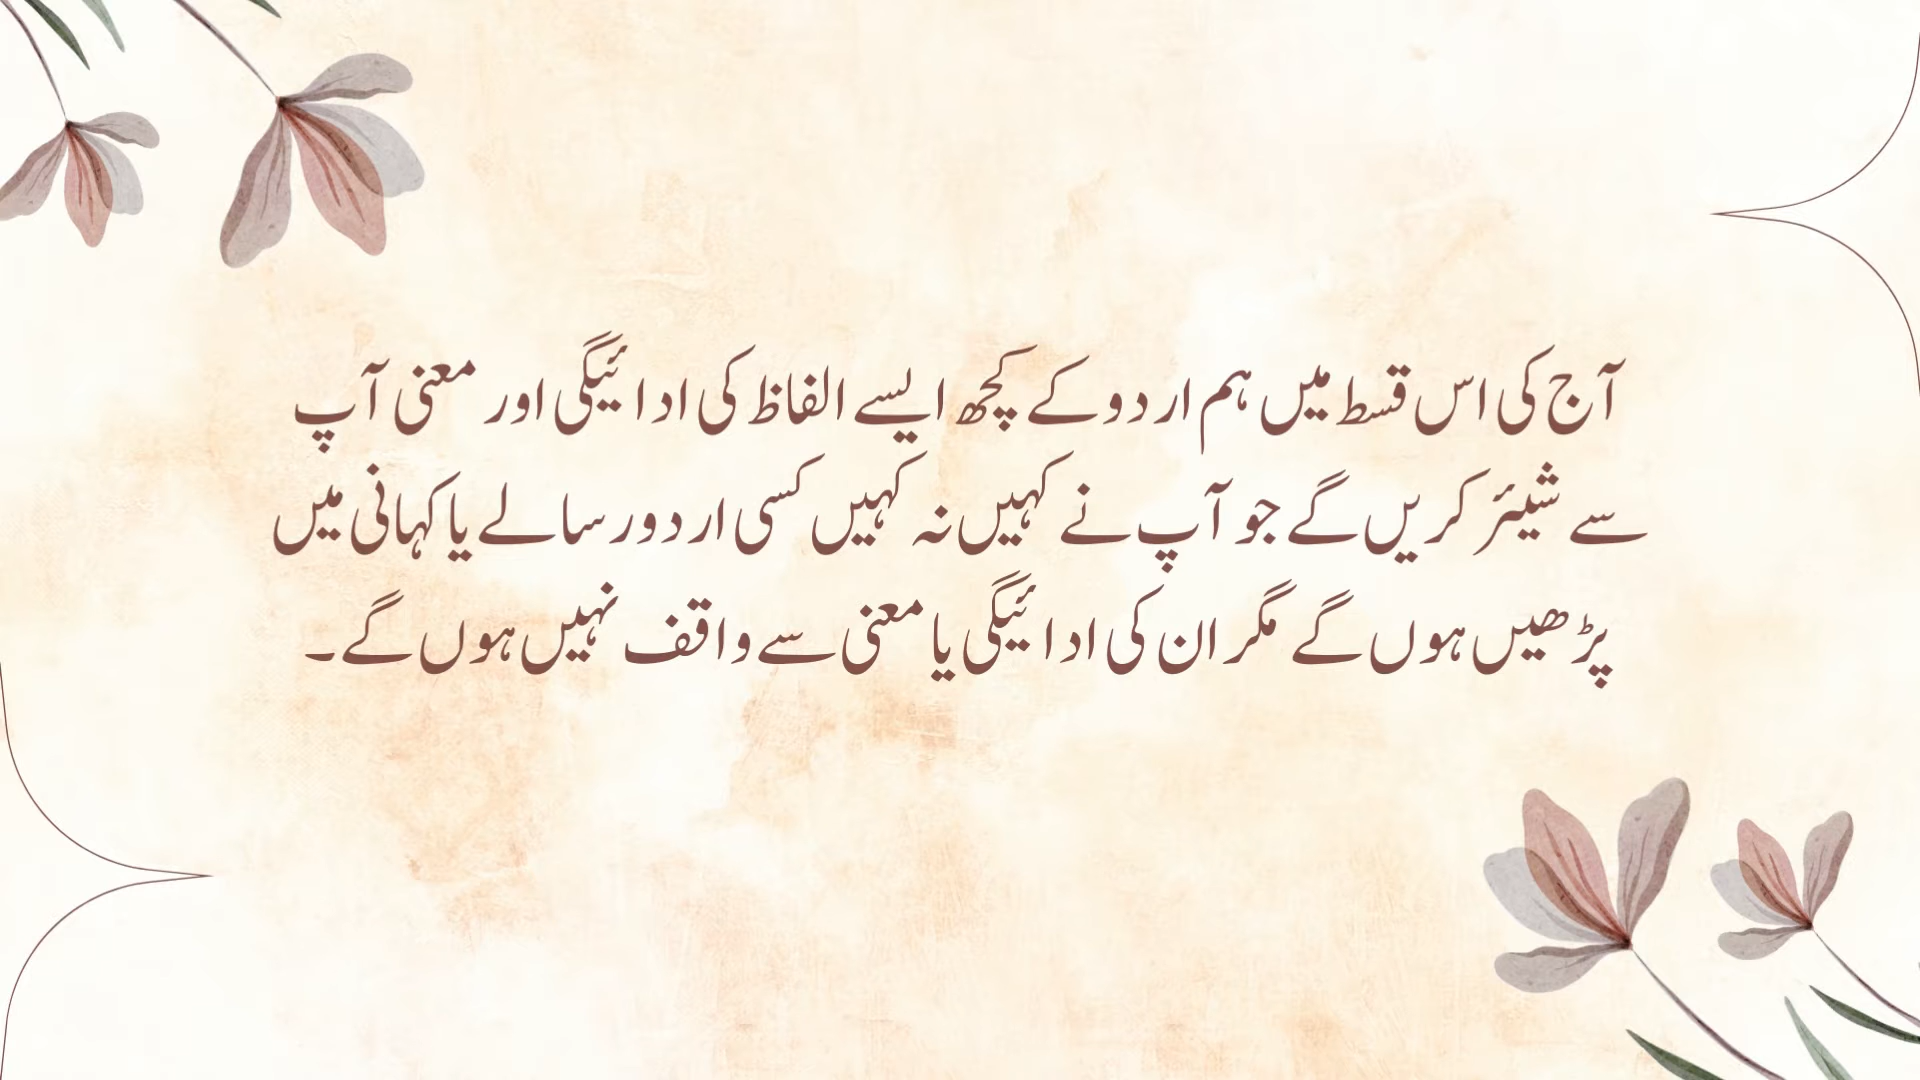 آج کی اس قسط میں ہم اردو کے کچھ ایسے الفاظ کی ادائیگی اور معنی آپ
سے شیئر کریں گے جو آپ نے کہیں نہ کہیں کسی اردو رسالے یا کہانی میں
پڑھیں ہوں گے مگر ان کی ادائیگی یا معنی سے واقف نہیں ہوں گے۔